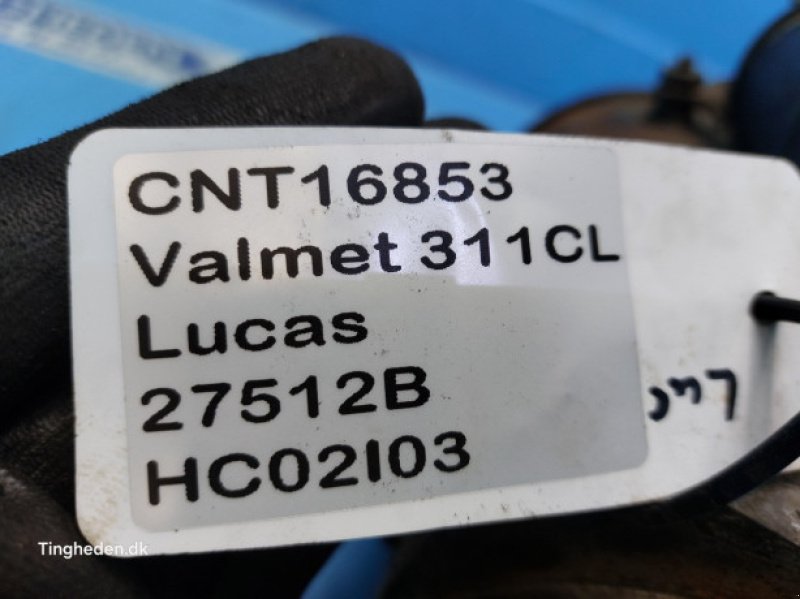 CNT16853
Valmet 311CL
Lucas
27512B
HC02I03
Tingheden.dk